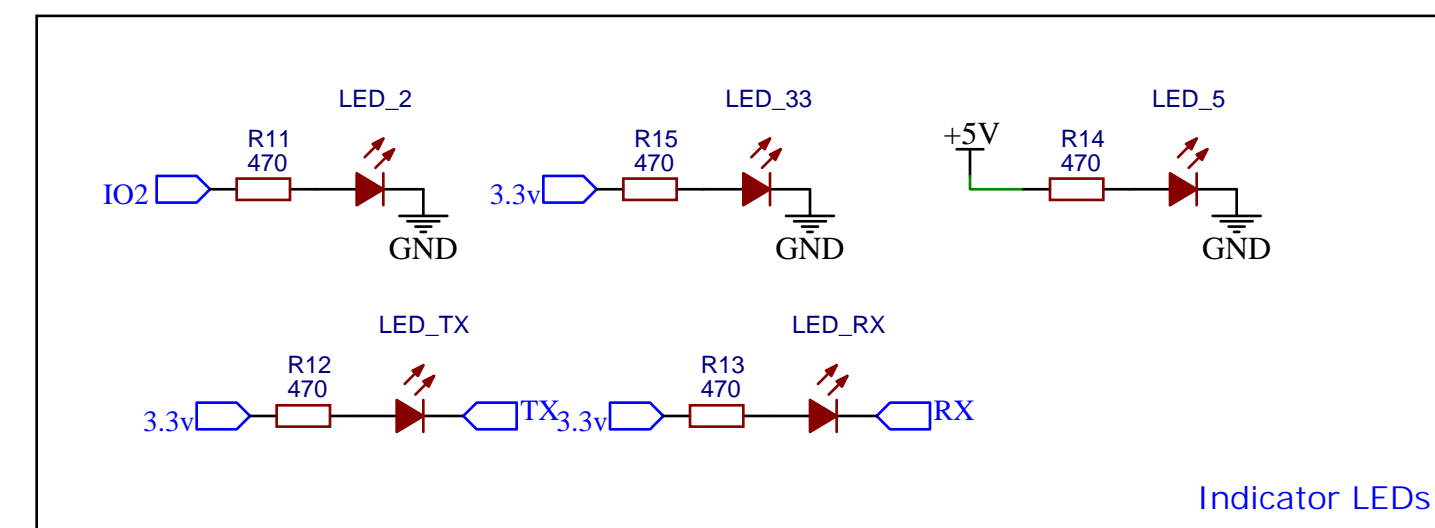 LED_2
R11
470
IO2
GND
LED_33
R15
470
3.3v
GND
LED_5
+5V
R14
470
GND
LED_TX
R12
470
3.3v
TX
LED_RX
R13
470
3.3v
RX
Indicator LEDs